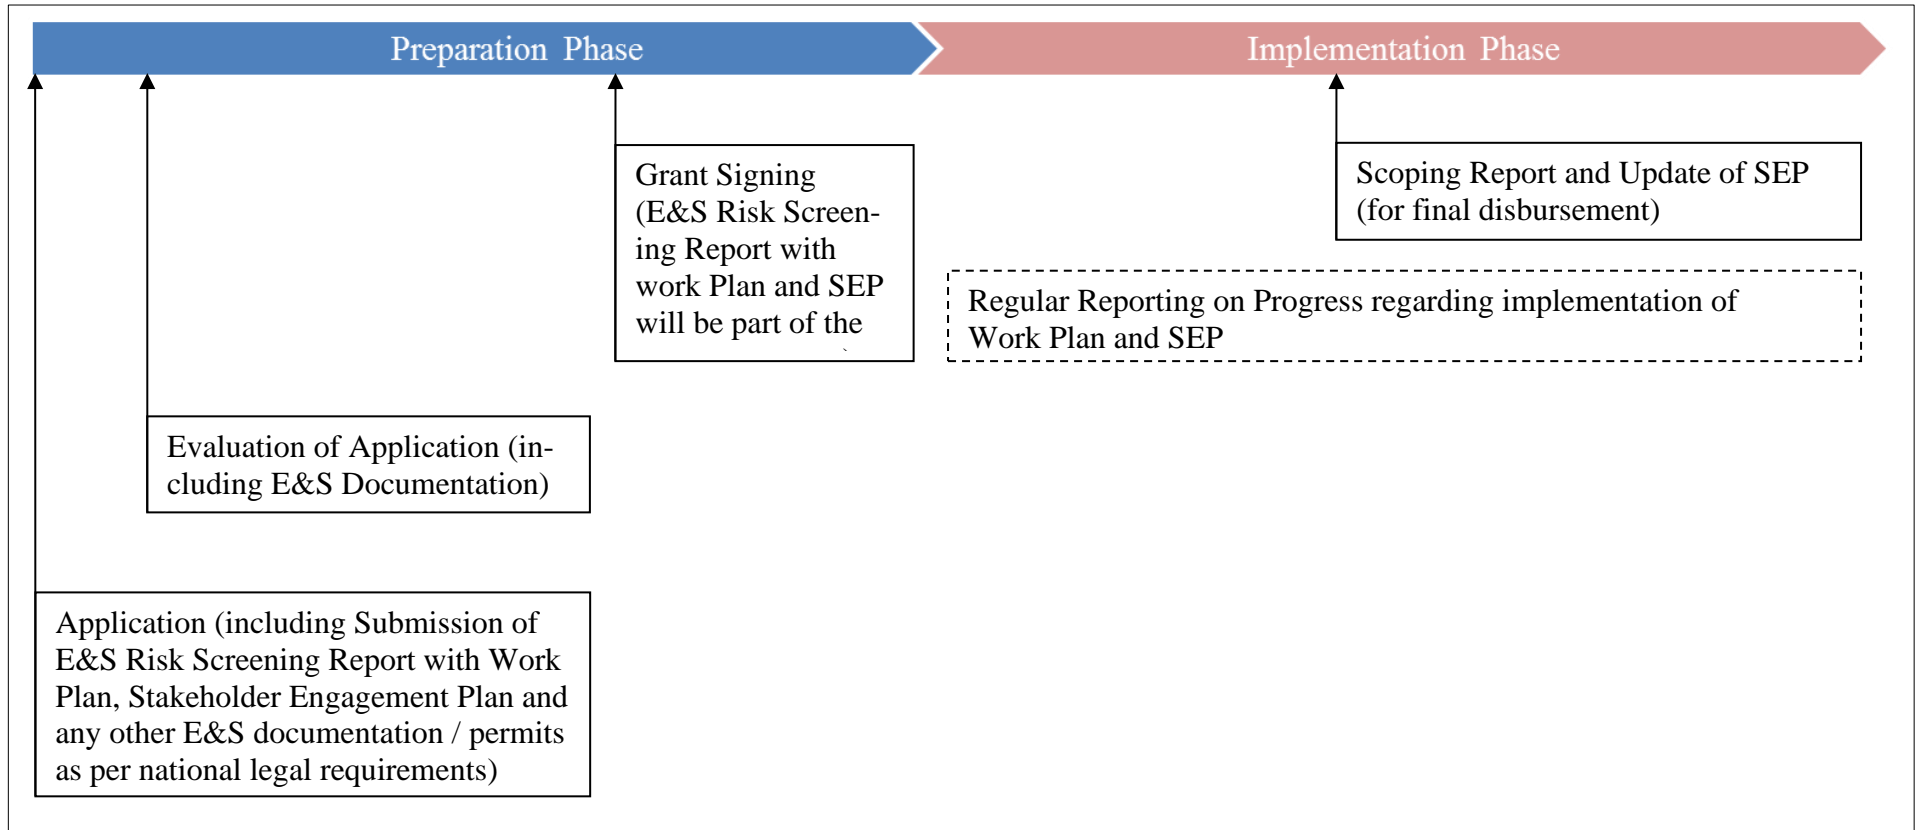 Preparation Phase
Implementation Phase
Grant Signing
(E&S Risk Screen-
ing Report with
work Plan and SEP
will be part of the
Scoping Report and Update of SEP
(for final disbursement)
Regular Reporting on Progress regarding implementation of
Work Plan and SEP
Evaluation of Application (in-
cluding E&S Documentation)
Application (including Submission of
E&S Risk Screening Report with Work
Plan, Stakeholder Engagement Plan and
any other E&S documentation / permits
as per national legal requirements)